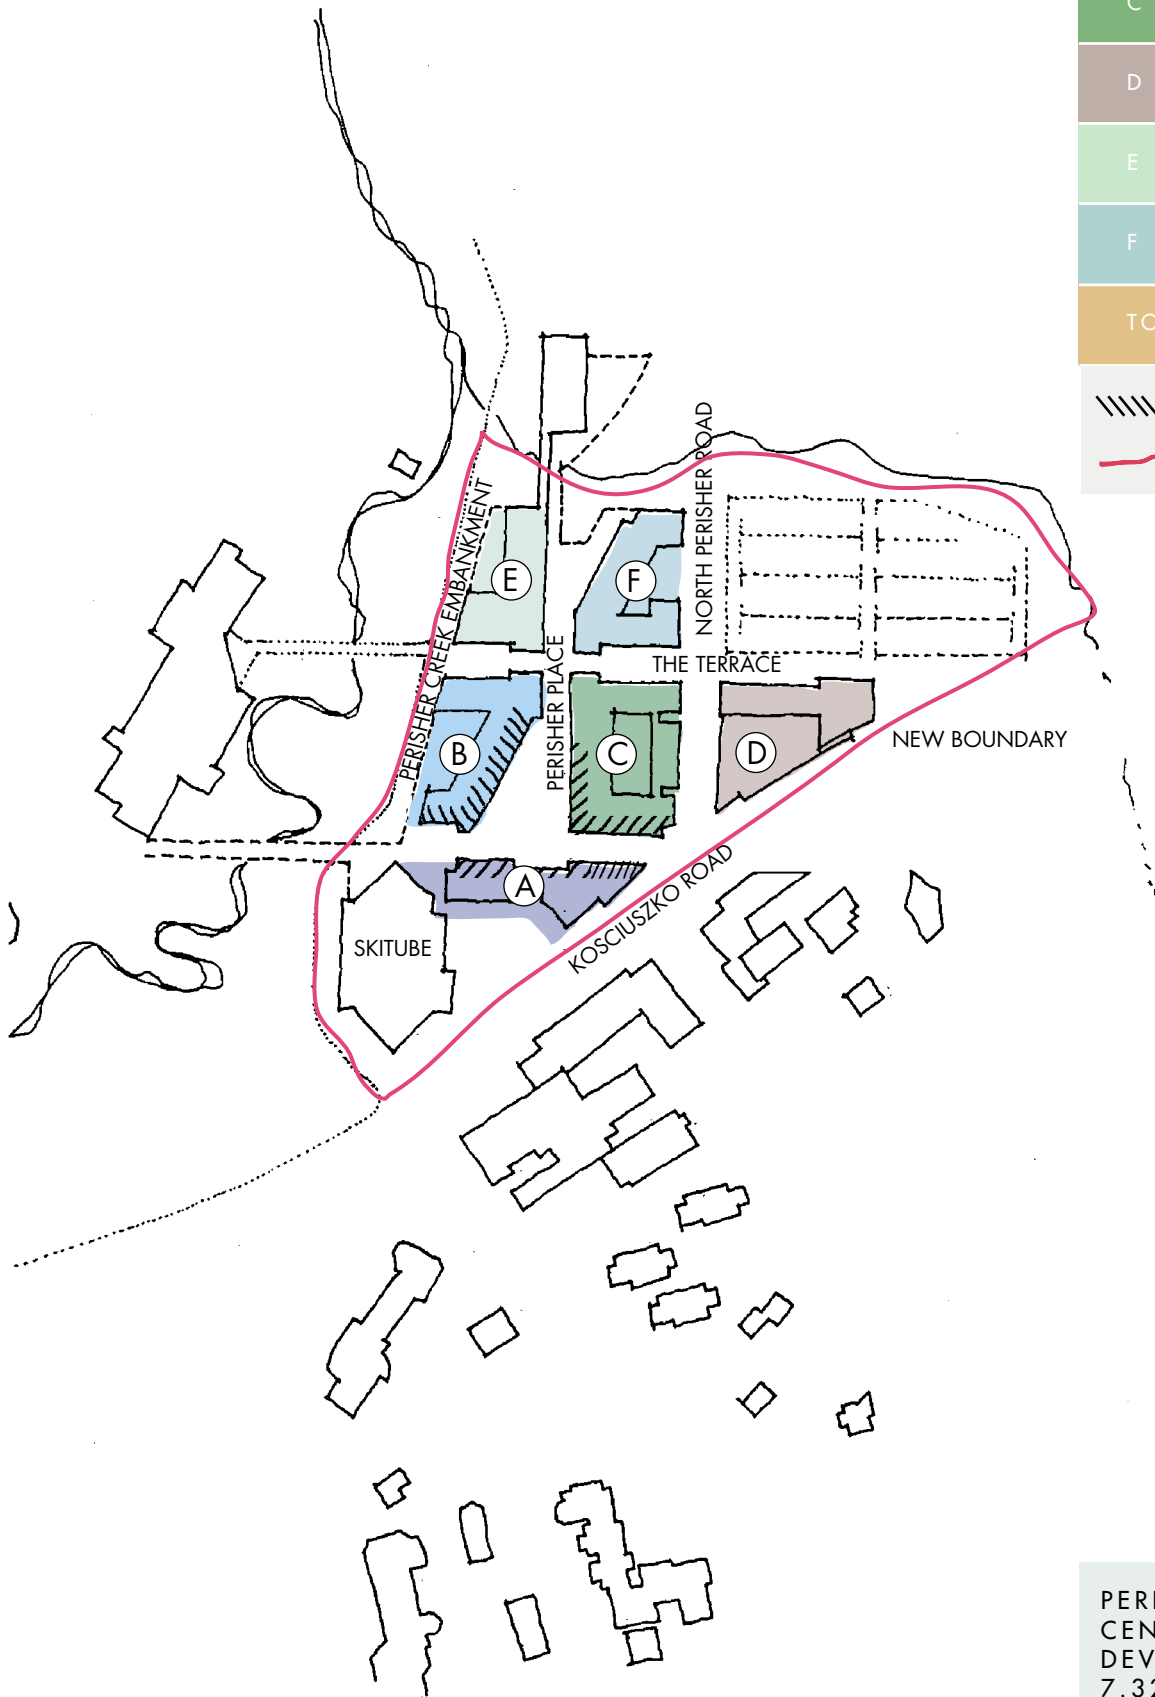 C
D
E
F
NORTH PERISHER ROAD
PERISHER CREEK EMBANKMENT
E
F
PERISHER PLACE
THE TERRACE
B
C
D
NEW BOUNDARY
A
KOSCIUSZKO ROAD
SKITUBE